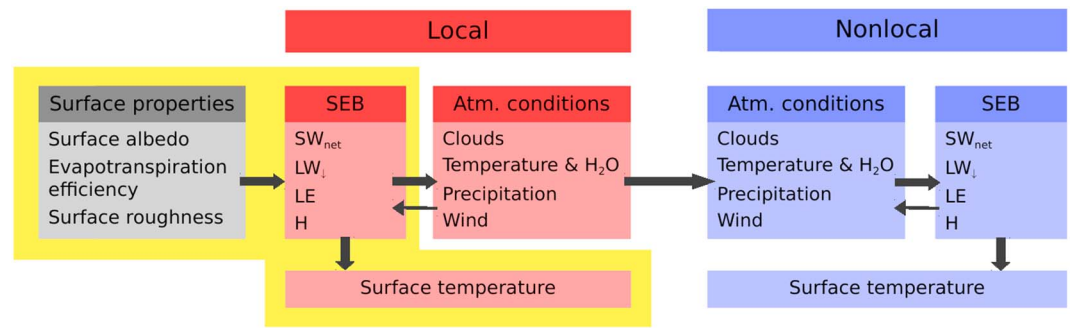 Local
Nonlocal
Surface properties
Surface albedo
Evapotranspiration
efficiency
Surface roughness
SEB
SWnet
LW↓
LE
H
Atm. conditions
Clouds
Temperature & H2O
Precipitation
Wind
Surface temperature
Atm. conditions
Clouds
Temperature & H2O
Precipitation
Wind
SEB
SWnet
LW↓
LE
H
Surface temperature